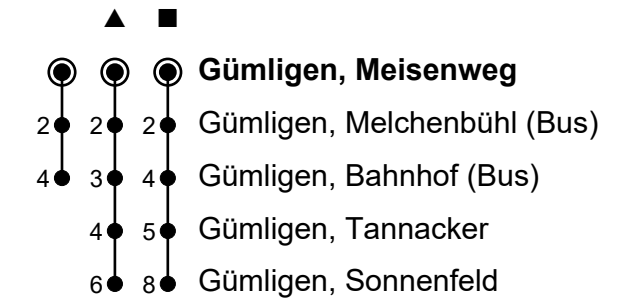 ▲ ■
Gümligen, Meisenweg
2 2 2 Gümligen, Melchenbühl (Bus)
4 3 4 Gümligen, Bahnhof (Bus)
4 5 Gümligen, Tannacker
6 8 Gümligen, Sonnenfeld